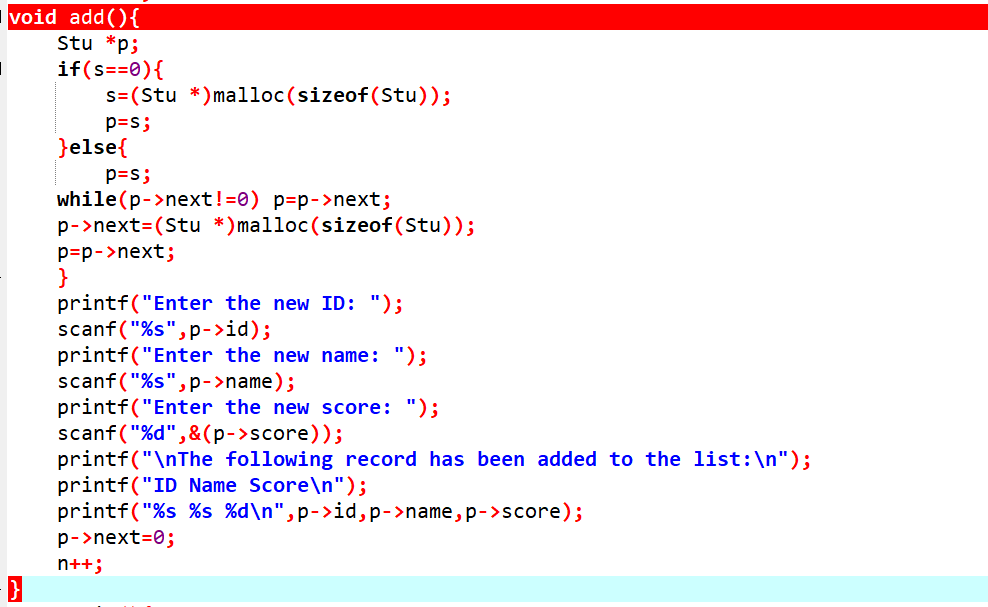 void add(){
    Stu *p;
    if(s==0){
        s=(Stu *)malloc(sizeof(Stu));
        p=s;
    }else{
        p=s;
    while(p->next!=0) p=p->next;
    p->next=(Stu *)malloc(sizeof(Stu));
    p=p->next;
    }
    printf("Enter the new ID: ");
    scanf("%s",p->id);
    printf("Enter the new name: ");
    scanf("%s",p->name);
    printf("Enter the new score: ");
    scanf("%d",&(p->score));
    printf("\nThe following record has been added to the list:\n");
    printf("ID Name Score\n");
    printf("%s %s %d\n",p->id,p->name,p->score);
    p->next=0;
    n++;
}